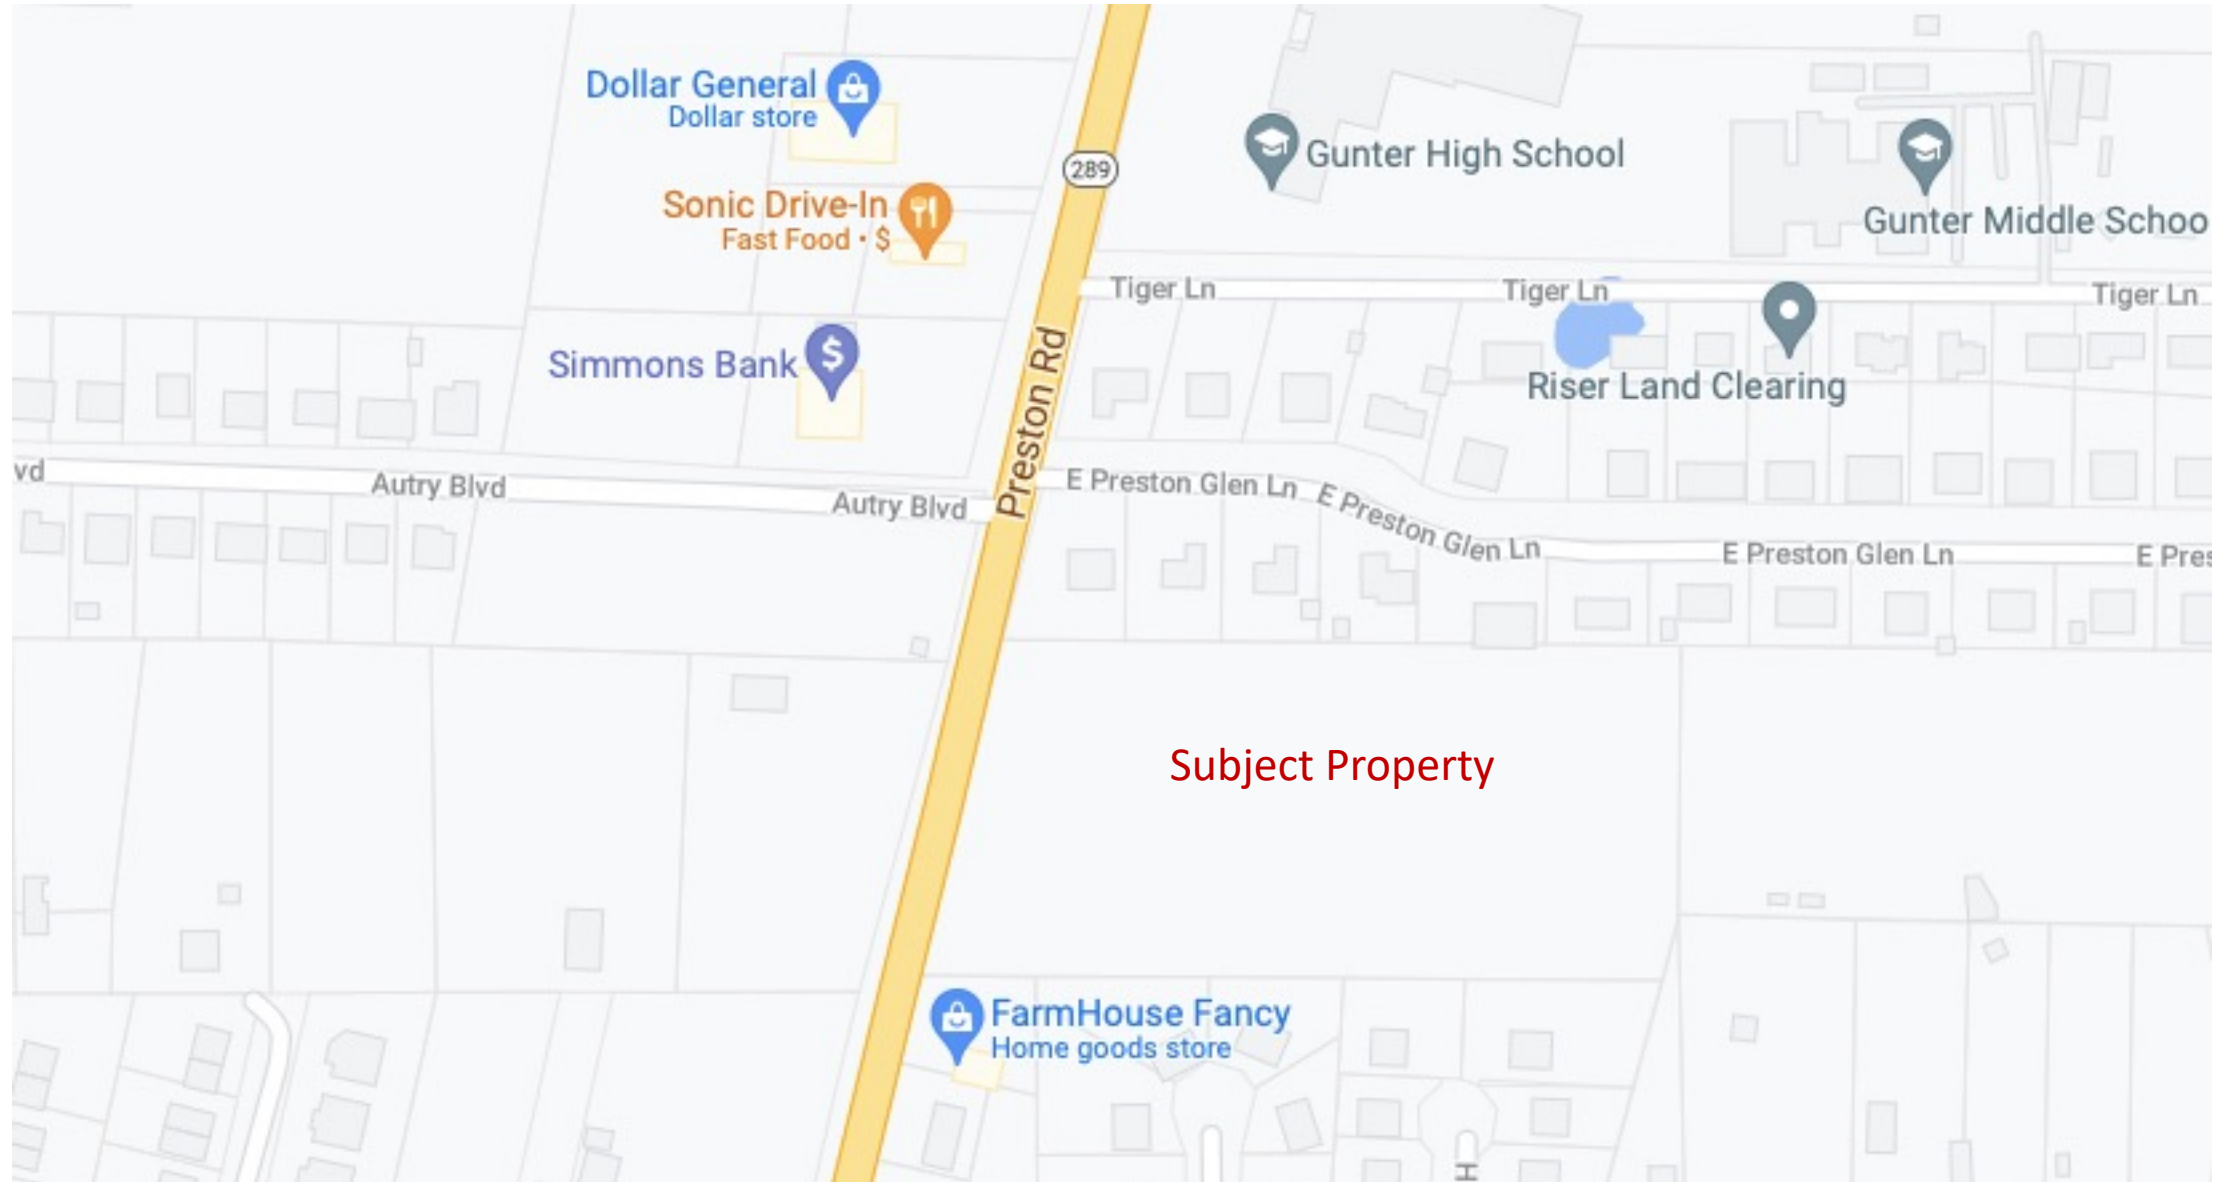 Dollar General
Dollar store
289
Gunter High School
Sonic Drive-In
Fast Food • $
Gunter Middle Schoo
Tiger Ln
Tiger Ln
Tiger Ln
Simmons Bank
Preston Rd
Riser Land Clearing
vd
Autry Blvd
Autry Blvd
E Preston Glen Ln
E Preston Glen Ln
E Preston Glen Ln
E Pres
Subject Property
FarmHouse Fancy
Home goods store
H